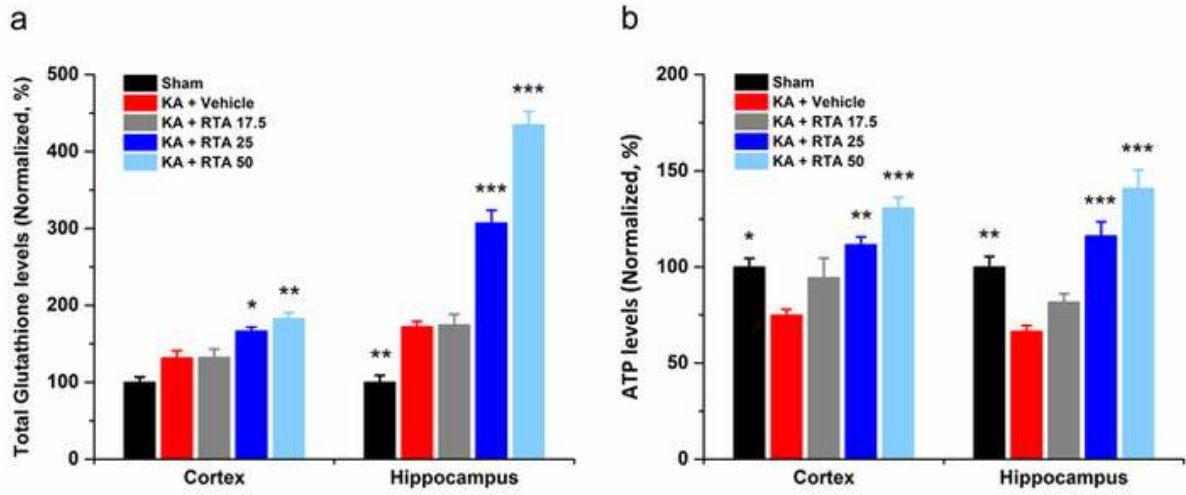 a
Total Glutathione levels (Normalized, %)
500
400
300
200
100
0
Sham
KA + Vehicle
KA + RTA 17.5
KA + RTA 25
KA + RTA 50
* ** ** *** ***
Cortex Hippocampus
b
ATP levels (Normalized, %)
200
150
100
50
0
Sham
KA + Vehicle
KA + RTA 17.5
KA + RTA 25
KA + RTA 50
* ** *** ** *** ***
Cortex Hippocampus